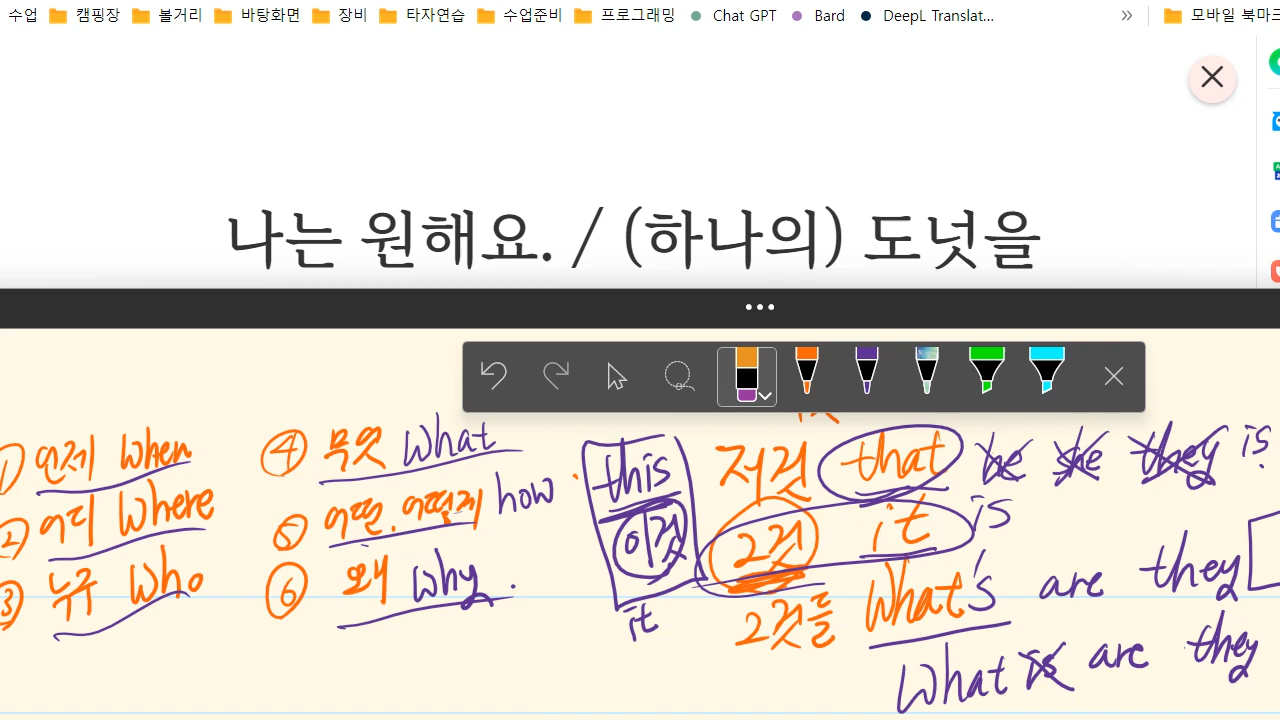 수업 캠핑장 볼거리 바탕화면 장비 타자연습 수업준비 프로그래밍 Chat GPT Bard DeepL Translat... » 모바일 북마크
나는 원해요. / (하나의) 도넛을
① 언제 When ④ 무엇 What this 저것 that he she they is
② 어디 Where ⑤ 어떤. 어떻게 how 이것 그것 it is
③ 누구 Who ⑥ 왜 why. it 그것들 What's are they
What is are they